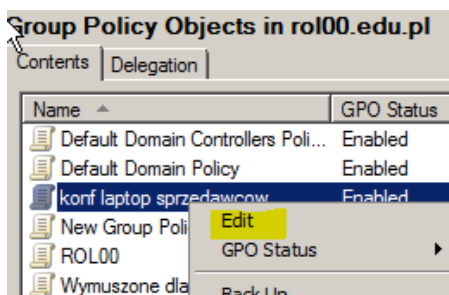 Group Policy Objects in rol00.edu.pl
Contents Delegation
Name GPO Status
Default Domain Controllers Poli... Enabled
Default Domain Policy Enabled
konf laptop sprzedawcow Enabled
New Group Poli
Edit
ROL00
GPO Status
Wymuszone dla
Back Up